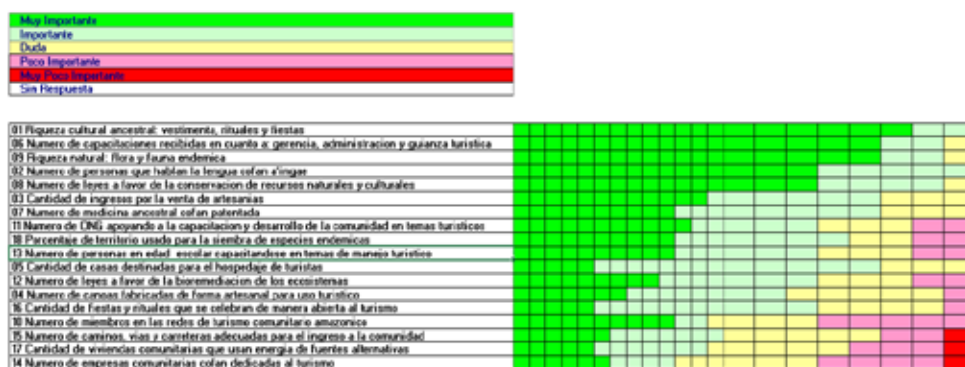 Muy Importante
Importante
Duda
Poco Importante
Muy Poco Importante
Sin Respuesta
01 Riqueza cultural ancestral: vestimenta, rituales y fiestas
06 Numero de capacitaciones recibidas en cuanto a: gerencia, administracion y guianza turistica
09 Riqueza natural: flora y fauna endemica
02 Numero de personas que hablan la lengua cofan a'ingae
08 Numero de leyes a favor de la conservacion de recursos naturales y culturales
03 Cantidad de ingresos por la venta de artesanias
07 Numero de medicina ancestral cofan patentada
11 Numero de ONG apoyando a la capacitacion y desarrollo de la comunidad en temas turisticos
18 Porcentaje de territorio usado para la siembra de especies endemicas
13 Numero de personas en edad escolar capacitandose en temas de manejo turistico
05 Cantidad de casas destinadas para el hospedaje de turistas
12 Numero de leyes a favor de la bioremediacion de los ecosistemas
04 Numero de canoas fabricadas de forma artesanal para uso turistico
16 Cantidad de fiestas y rituales que se celebran de manera abierta al turismo
10 Numero de miembros en las redes de turismo comunitario amazonico
15 Numero de caminos, vias y carreteras adecuadas para el ingreso a la comunidad
17 Cantidad de viviendas comunitarias que usan energia de fuentes alternativas
14 Numero de empresas comunitarias cofan dedicadas al turismo